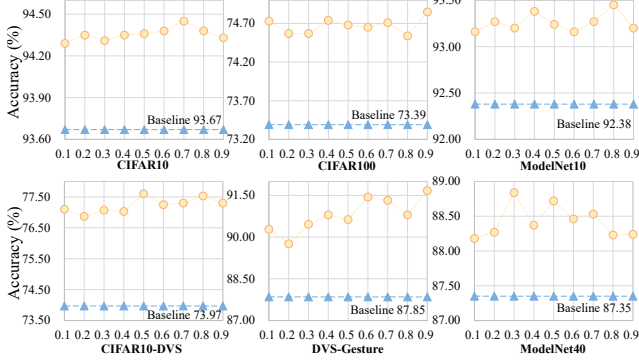 Accuracy (%)
94.50
94.20
93.90
93.60
Baseline 93.67
0.1 0.2 0.3 0.4 0.5 0.6 0.7 0.8 0.9
CIFAR10
74.70
74.20
73.70
73.20
Baseline 73.39
0.1 0.2 0.3 0.4 0.5 0.6 0.7 0.8 0.9
CIFAR100
93.50
93.00
92.50
92.00
Baseline 92.38
0.1 0.2 0.3 0.4 0.5 0.6 0.7 0.8 0.9
ModelNet10
Accuracy (%)
77.50
76.50
75.50
74.50
73.50
Baseline 73.97
0.1 0.2 0.3 0.4 0.5 0.6 0.7 0.8 0.9
CIFAR10-DVS
91.50
90.00
88.50
87.00
Baseline 87.85
0.1 0.2 0.3 0.4 0.5 0.6 0.7 0.8 0.9
DVS-Gesture
89.00
88.50
88.00
87.50
87.00
Baseline 87.35
0.1 0.2 0.3 0.4 0.5 0.6 0.7 0.8 0.9
ModelNet40